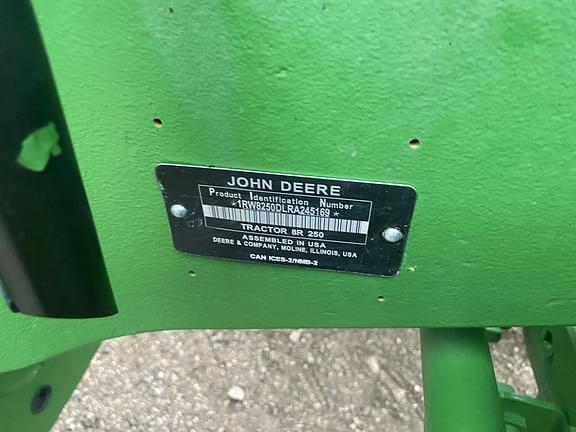 JOHN DEERE
Product Identification Number
*1RW8250DLRA245169*
TRACTOR 8R 250
ASSEMBLED IN USA
DEERE & COMPANY, MOLINE, ILLINOIS, USA
CAN ICES-2/NMB-2